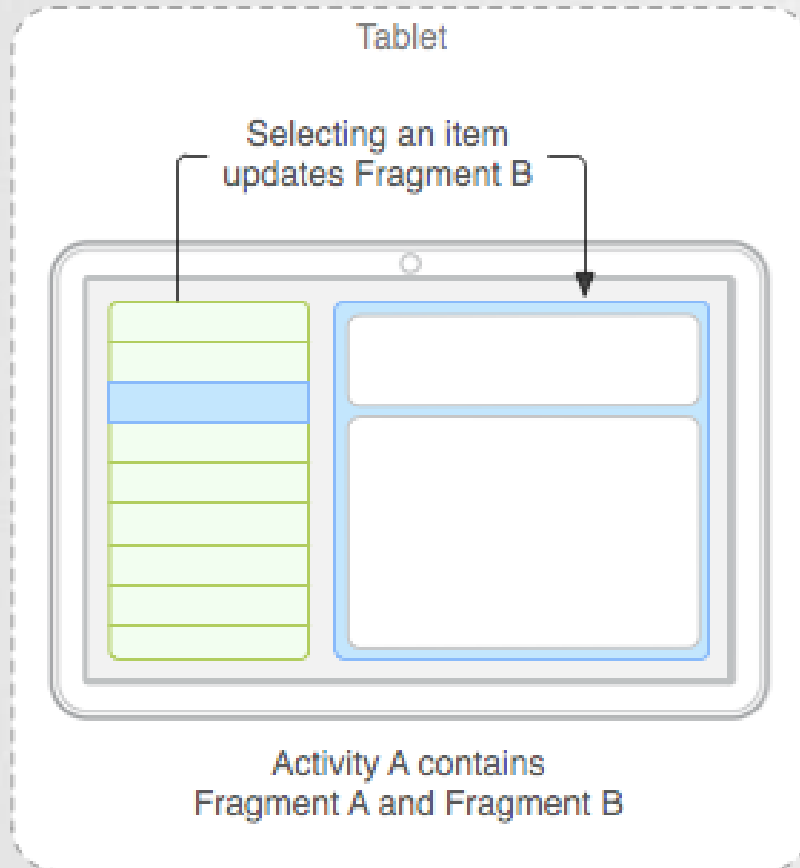 Tablet
Selecting an item
updates Fragment B
Activity A contains
Fragment A and Fragment B